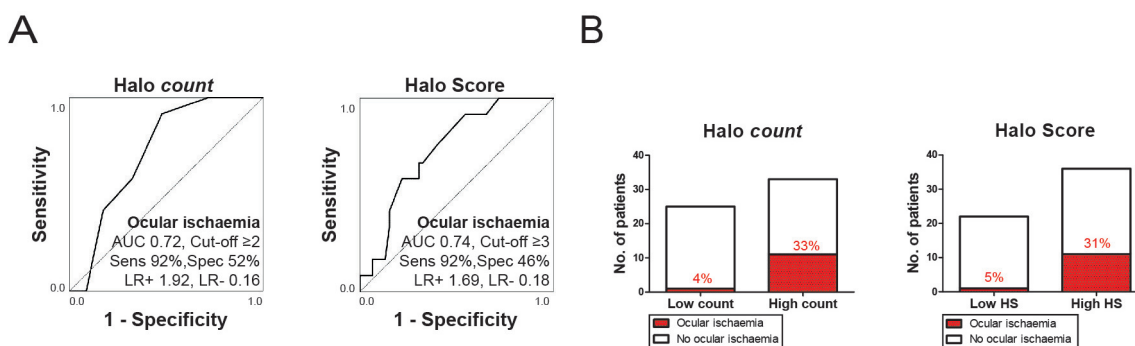 A
Halo count
1.0
Sensitivity
Ocular ischaemia
AUC 0.72, Cut-off ≥2
Sens 92%,Spec 52%
LR+ 1.92, LR- 0.16
0.0
0.0
1.0
1 - Specificity
Halo Score
1.0
Sensitivity
Ocular ischaemia
AUC 0.74, Cut-off ≥3
Sens 92%,Spec 46%
LR+ 1.69, LR- 0.18
0.0
0.0
1.0
1 - Specificity
B
Halo count
No. of patients
40
30
20
10
0
4%
33%
Low count
High count
Ocular ischaemia
No ocular ischaemia
Halo Score
No. of patients
40
30
20
10
0
5%
31%
Low HS
High HS
Ocular ischaemia
No ocular ischaemia